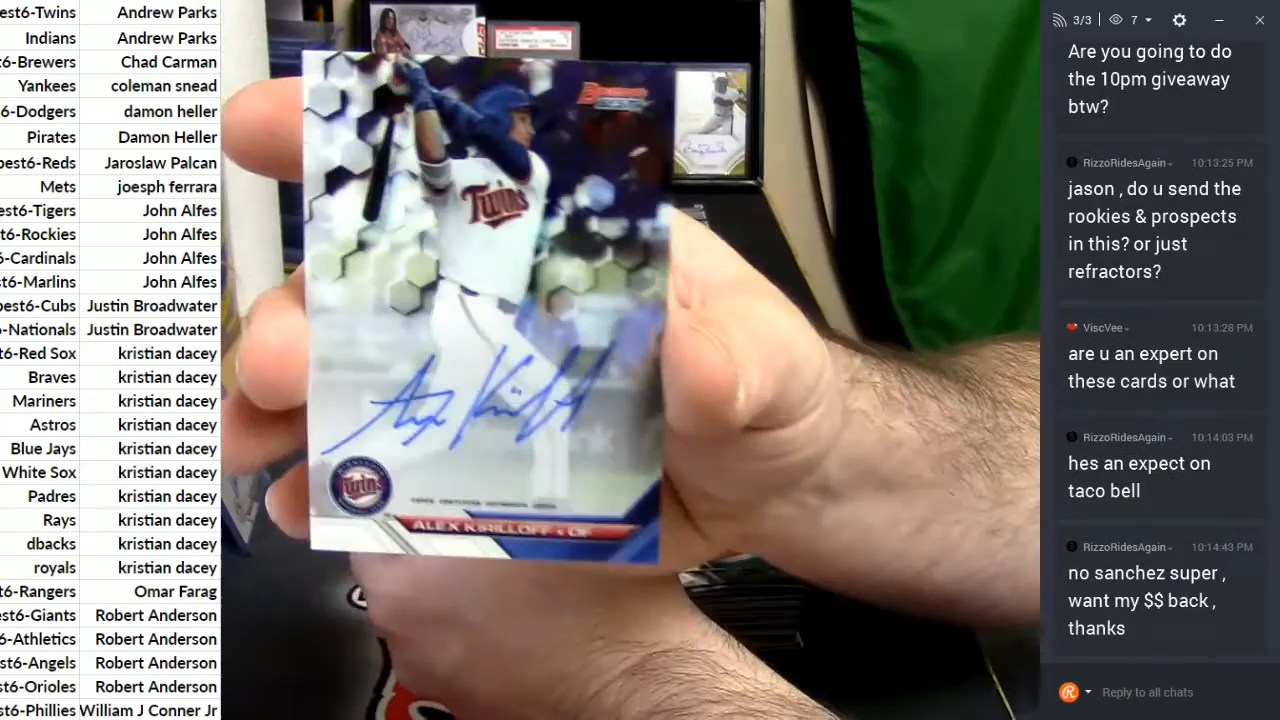 est6-Twins Andrew Parks
Indians Andrew Parks
6-Brewers Chad Carman
Yankees coleman snead
6-Dodgers damon heller
Pirates Damon Heller
best6-Reds Jaroslaw Palcan
Mets joesph ferrara
est6-Tigers John Alfes
st6-Rockies John Alfes
-Cardinals John Alfes
st6-Marlins John Alfes
pest6-Cubs Justin Broadwater
-Nationals Justin Broadwater
t6-Red Sox kristian dacey
Braves kristian dacey
Mariners kristian dacey
Astros kristian dacey
Blue Jays kristian dacey
White Sox kristian dacey
Padres kristian dacey
Rays kristian dacey
dbacks kristian dacey
royals kristian dacey
t6-Rangers Omar Farag
est6-Giants Robert Anderson
6-Athletics Robert Anderson
est6-Angels Robert Anderson
st6-Orioles Robert Anderson
st6-Phillies William J Conner Jr
Bowman
Twins
Twins
ALEX KIRILLOFF • OF
3/3 7
Are you going to do
the 10pm giveaway
btw?
RizzoRidesAgain 10:13:25 PM
jason , do u send the
rookies & prospects
in this? or just
refractors?
ViscVee 10:13:28 PM
are u an expert on
these cards or what
RizzoRidesAgain 10:14:03 PM
hes an expect on
taco bell
RizzoRidesAgain 10:14:43 PM
no sanchez super ,
want my $$ back ,
thanks
Reply to all chats